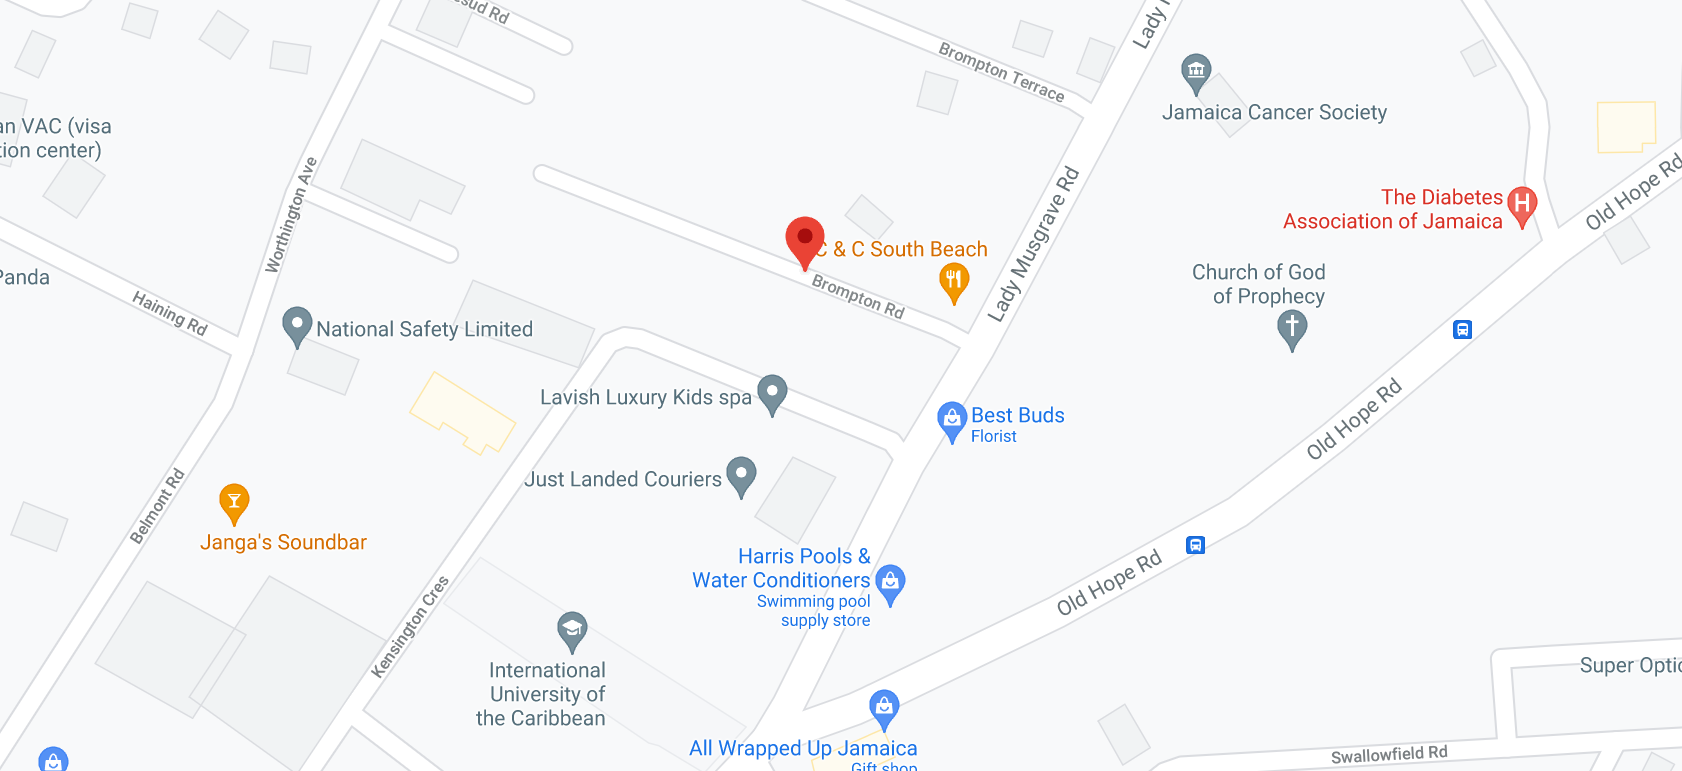 sud Rd
Lady
Brompton Terrace
Jamaica Cancer Society
an VAC (visa
tion center)
Worthington Ave
Lady Musgrave Rd
The Diabetes
Association of Jamaica
Old Hope Rd
C & C South Beach
Church of God
of Prophecy
Panda
Haining Rd
Brompton Rd
National Safety Limited
Lavish Luxury Kids spa
Best Buds
Florist
Old Hope Rd
Just Landed Couriers
Belmont Rd
Janga's Soundbar
Harris Pools &
Water Conditioners
Swimming pool
supply store
Old Hope Rd
Kensington Cres
International
University of
the Caribbean
Super Optic
All Wrapped Up Jamaica
Gift shop
Swallowfield Rd